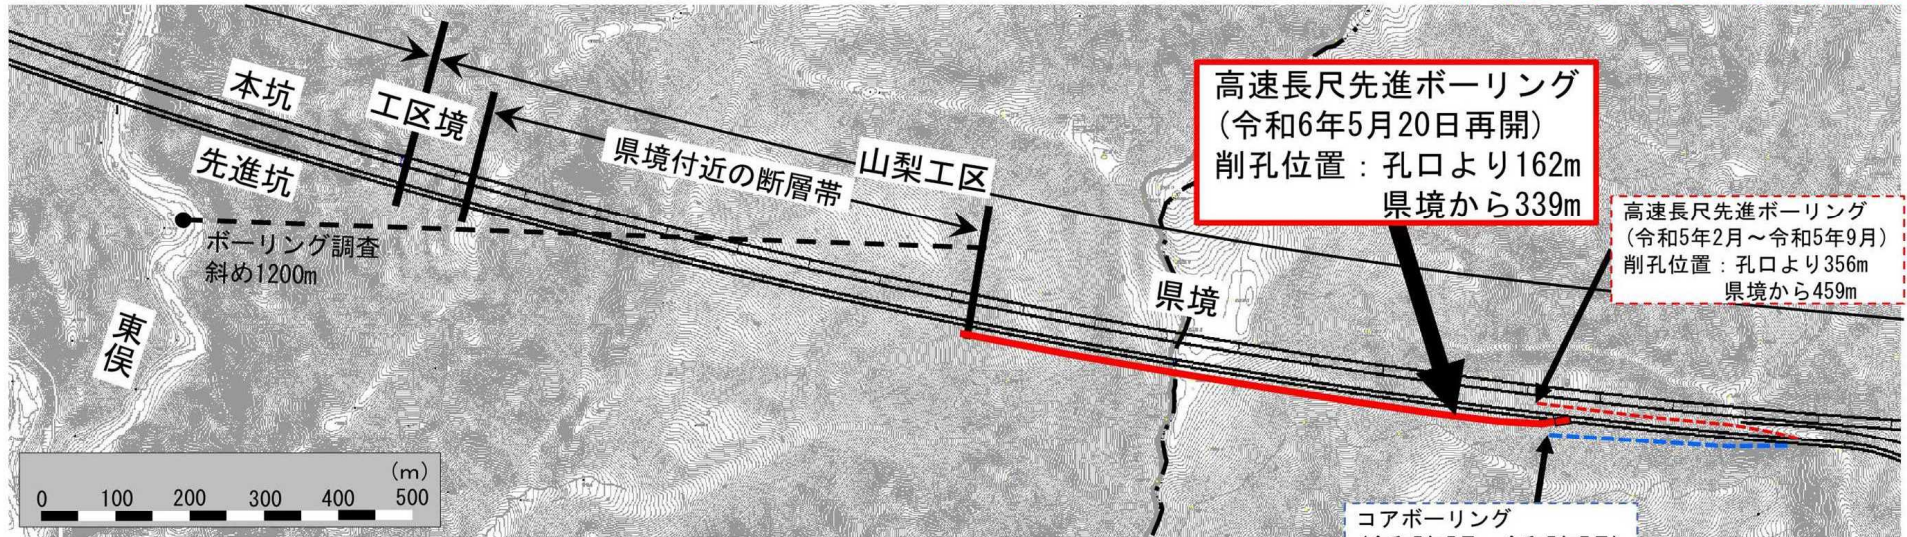 本坑
工区境
先進坑
県境付近の断層帯
山梨工区
高速長尺先進ボーリング
(令和6年5月20日再開)
削孔位置：孔口より162m
県境から339m
高速長尺先進ボーリング
(令和5年2月～令和5年9月)
削孔位置：孔口より356m
県境から459m
ボーリング調査
斜め1200m
県境
東俣
(m)
0 100 200 300 400 500
コアボーリング